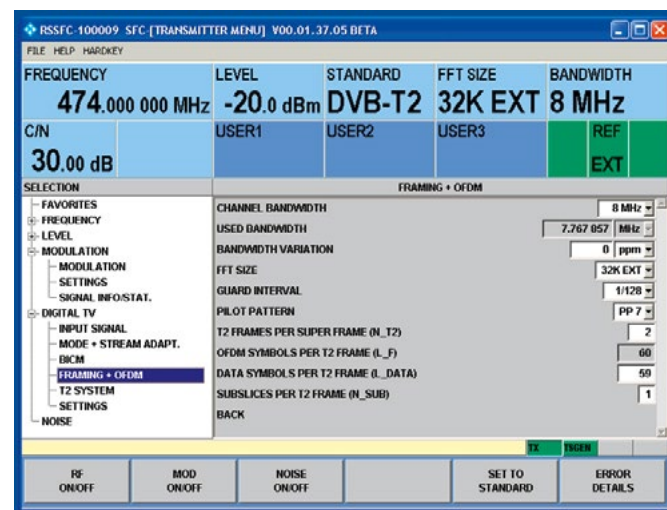 RSSFC-100009 SFC-[TRANSMITTER MENU] V00.01.37.05 BETA
FILE HELP HARDKEY
FREQUENCY LEVEL STANDARD FFT SIZE BANDWIDTH
474.000 000 MHz -20.0 dBm DVB-T2 32K EXT 8 MHz
C/N USER1 USER2 USER3 REF
30.00 dB EXT
SELECTION FRAMING + OFDM
FAVORITES
FREQUENCY
LEVEL
MODULATION
MODULATION
SETTINGS
SIGNAL INFO/STAT.
DIGITAL TV
INPUT SIGNAL
MODE + STREAM ADAPT.
BICM
FRAMING + OFDM
T2 SYSTEM
SETTINGS
NOISE
CHANNEL BANDWIDTH 8 MHz
USED BANDWIDTH 7.767 857 MHz
BANDWIDTH VARIATION 0 ppm
FFT SIZE 32K EXT
GUARD INTERVAL 1/128
PILOT PATTERN PP 7
T2 FRAMES PER SUPER FRAME (N_T2) 2
OFDM SYMBOLS PER T2 FRAME (L_F) 60
DATA SYMBOLS PER T2 FRAME (L_DATA) 59
SUBSLICES PER T2 FRAME (N_SUB) 1
BACK
TX TSGEN
RF ON/OFF
MOD ON/OFF
NOISE ON/OFF
SET TO STANDARD
ERROR DETAILS